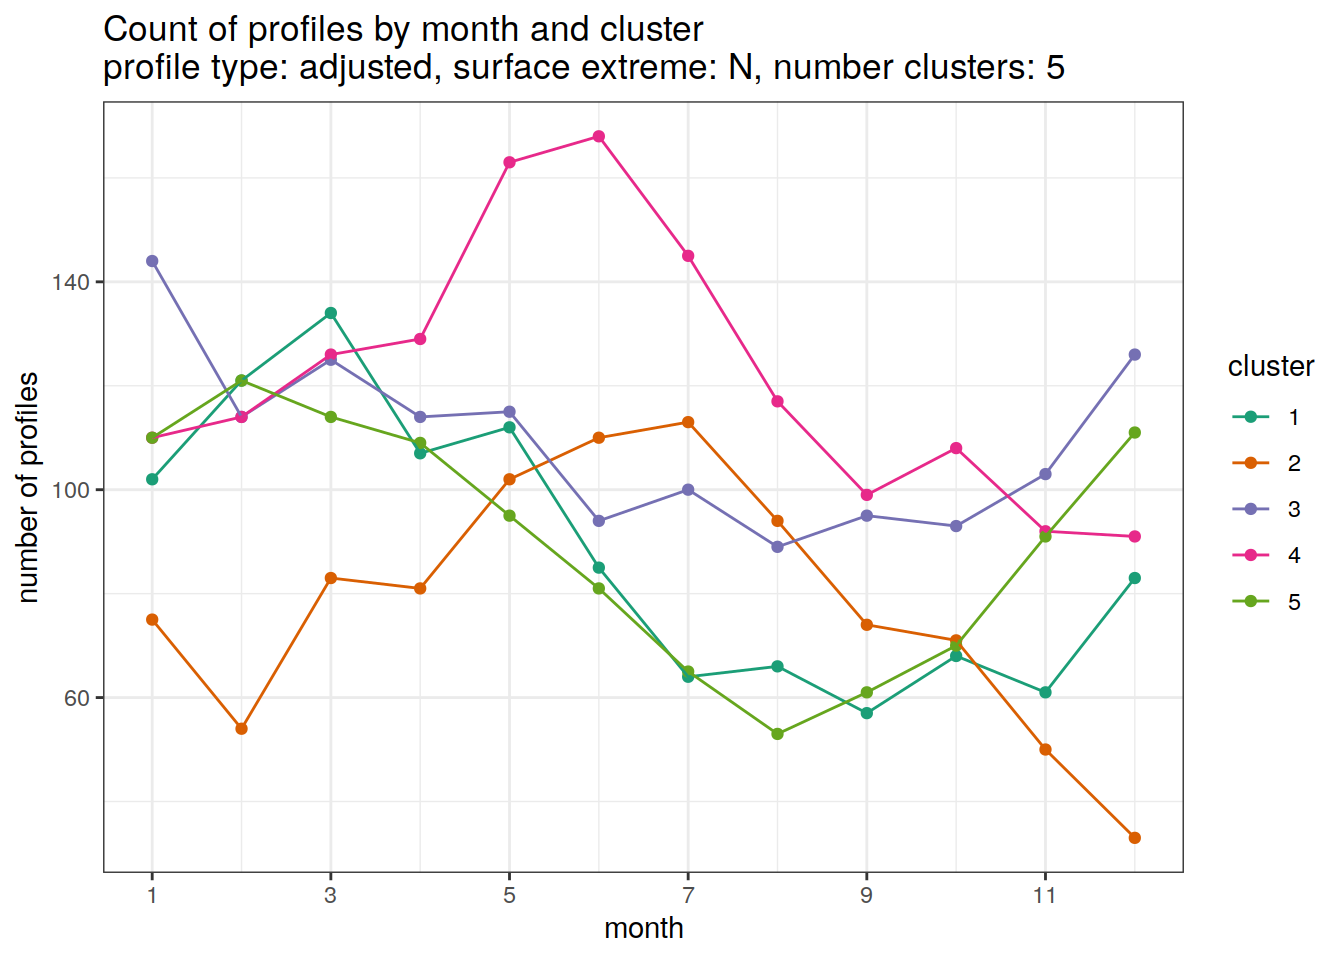 Count of profiles by month and cluster
profile type: adjusted, surface extreme: N, number clusters: 5
number of profiles
140
100
60
1 3 5 7 9 11
month
cluster
1
2
3
4
5